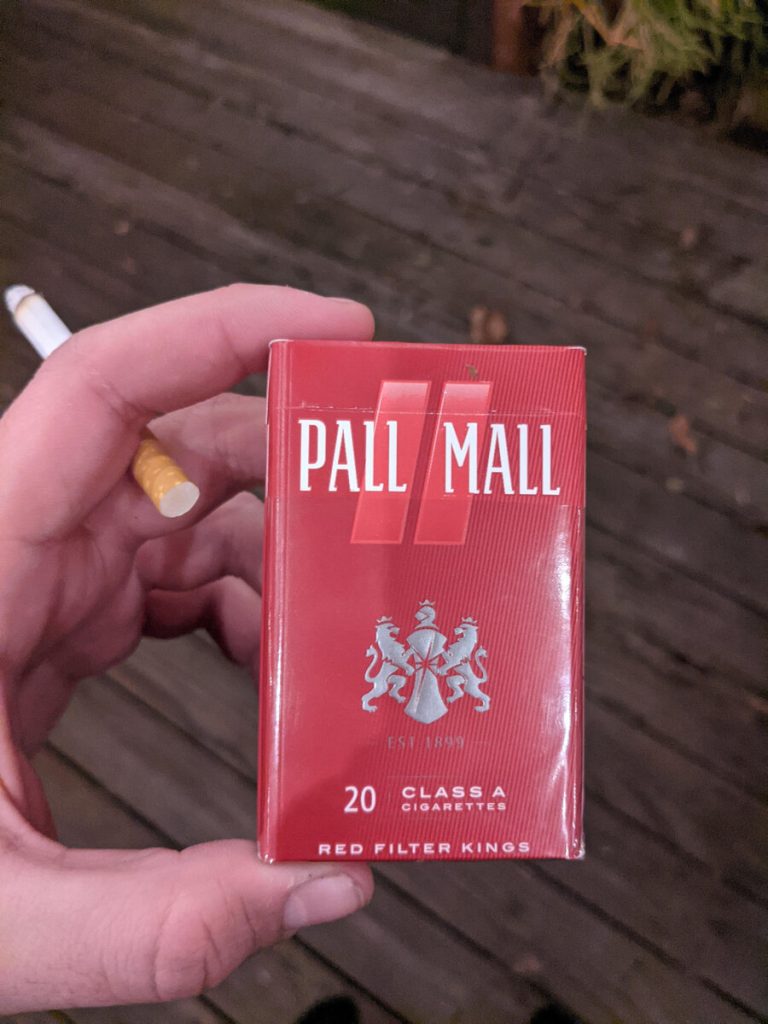 PALL MALL
EST 1899
20 CLASS A
CIGARETTES
RED FILTER KINGS